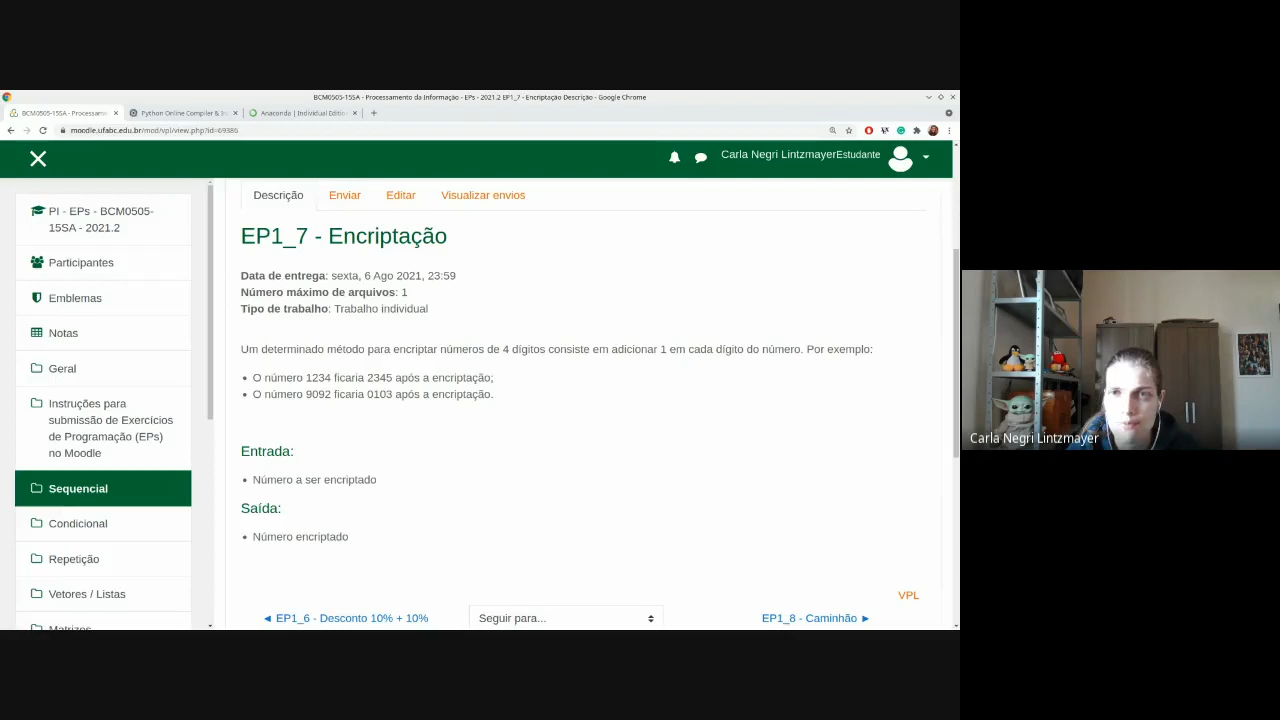 BCM0505-15SA - Processamento da Informação - EPs - 2021.2 EP1_7 - Encriptação Descrição - Google Chrome
BCM0505-15SA - Processame
Python Online Compiler & In
Anaconda | Individual Edition
moodle.ufabc.edu.br/mod/vpl/view.php?id=69386
Carla Negri LintzmayerEstudante
PI - EPs - BCM0505-
15SA - 2021.2
Participantes
Emblemas
Notas
Geral
Instruções para
submissão de Exercícios
de Programação (EPs)
no Moodle
Sequencial
Condicional
Repetição
Vetores / Listas
Matrizes
Descrição
Enviar
Editar
Visualizar envios
EP1_7 - Encriptação
Data de entrega: sexta, 6 Ago 2021, 23:59
Número máximo de arquivos: 1
Tipo de trabalho: Trabalho individual
Um determinado método para encriptar números de 4 dígitos consiste em adicionar 1 em cada dígito do número. Por exemplo:
• O número 1234 ficaria 2345 após a encriptação;
• O número 9092 ficaria 0103 após a encriptação.
Entrada:
• Número a ser encriptado
Saída:
• Número encriptado
VPL
◄ EP1_6 - Desconto 10% + 10%
Seguir para...
EP1_8 - Caminhão ►
Carla Negri Lintzmayer